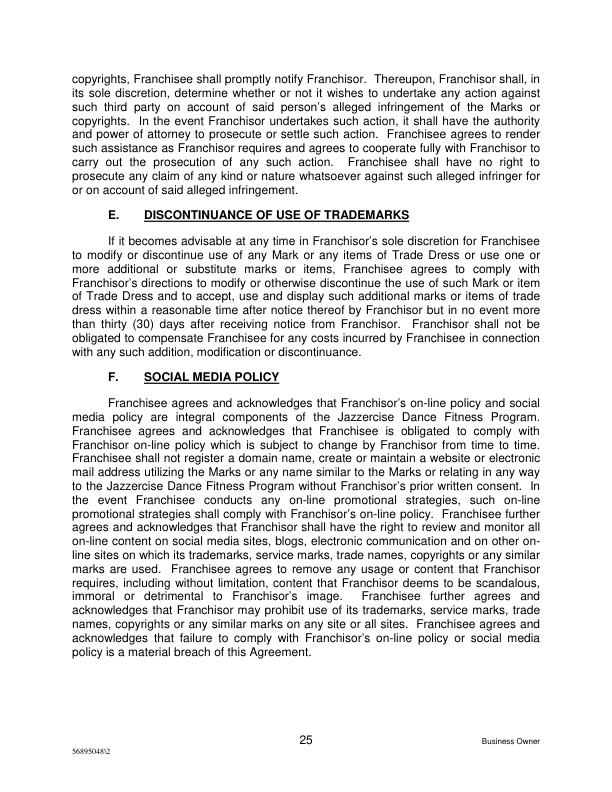 copyrights, Franchisee shall promptly notify Franchisor.  Thereupon, Franchisor shall, in
its sole discretion, determine whether or not it wishes to undertake any action against
such third party on account of said person's alleged infringement of the Marks or
copyrights.  In the event Franchisor undertakes such action, it shall have the authority
and power of attorney to prosecute or settle such action.  Franchisee agrees to render
such assistance as Franchisor requires and agrees to cooperate fully with Franchisor to
carry out the prosecution of any such action.  Franchisee shall have no right to
prosecute any claim of any kind or nature whatsoever against such alleged infringer for
or on account of said alleged infringement.
E. DISCONTINUANCE OF USE OF TRADEMARKS
If it becomes advisable at any time in Franchisor's sole discretion for Franchisee
to modify or discontinue use of any Mark or any items of Trade Dress or use one or
more additional or substitute marks or items, Franchisee agrees to comply with
Franchisor's directions to modify or otherwise discontinue the use of such Mark or item
of Trade Dress and to accept, use and display such additional marks or items of trade
dress within a reasonable time after notice thereof by Franchisor but in no event more
than thirty (30) days after receiving notice from Franchisor.  Franchisor shall not be
obligated to compensate Franchisee for any costs incurred by Franchisee in connection
with any such addition, modification or discontinuance.
F. SOCIAL MEDIA POLICY
Franchisee agrees and acknowledges that Franchisor's on-line policy and social
media policy are integral components of the Jazzercise Dance Fitness Program.
Franchisee agrees and acknowledges that Franchisee is obligated to comply with
Franchisor on-line policy which is subject to change by Franchisor from time to time.
Franchisee shall not register a domain name, create or maintain a website or electronic
mail address utilizing the Marks or any name similar to the Marks or relating in any way
to the Jazzercise Dance Fitness Program without Franchisor's prior written consent.  In
the event Franchisee conducts any on-line promotional strategies, such on-line
promotional strategies shall comply with Franchisor's on-line policy.  Franchisee further
agrees and acknowledges that Franchisor shall have the right to review and monitor all
on-line content on social media sites, blogs, electronic communication and on other on-
line sites on which its trademarks, service marks, trade names, copyrights or any similar
marks are used.  Franchisee agrees to remove any usage or content that Franchisor
requires, including without limitation, content that Franchisor deems to be scandalous,
immoral or detrimental to Franchisor's image.  Franchisee further agrees and
acknowledges that Franchisor may prohibit use of its trademarks, service marks, trade
names, copyrights or any similar marks on any site or all sites.  Franchisee agrees and
acknowledges that failure to comply with Franchisor's on-line policy or social media
policy is a material breach of this Agreement.
25
Business Owner
56895048\2